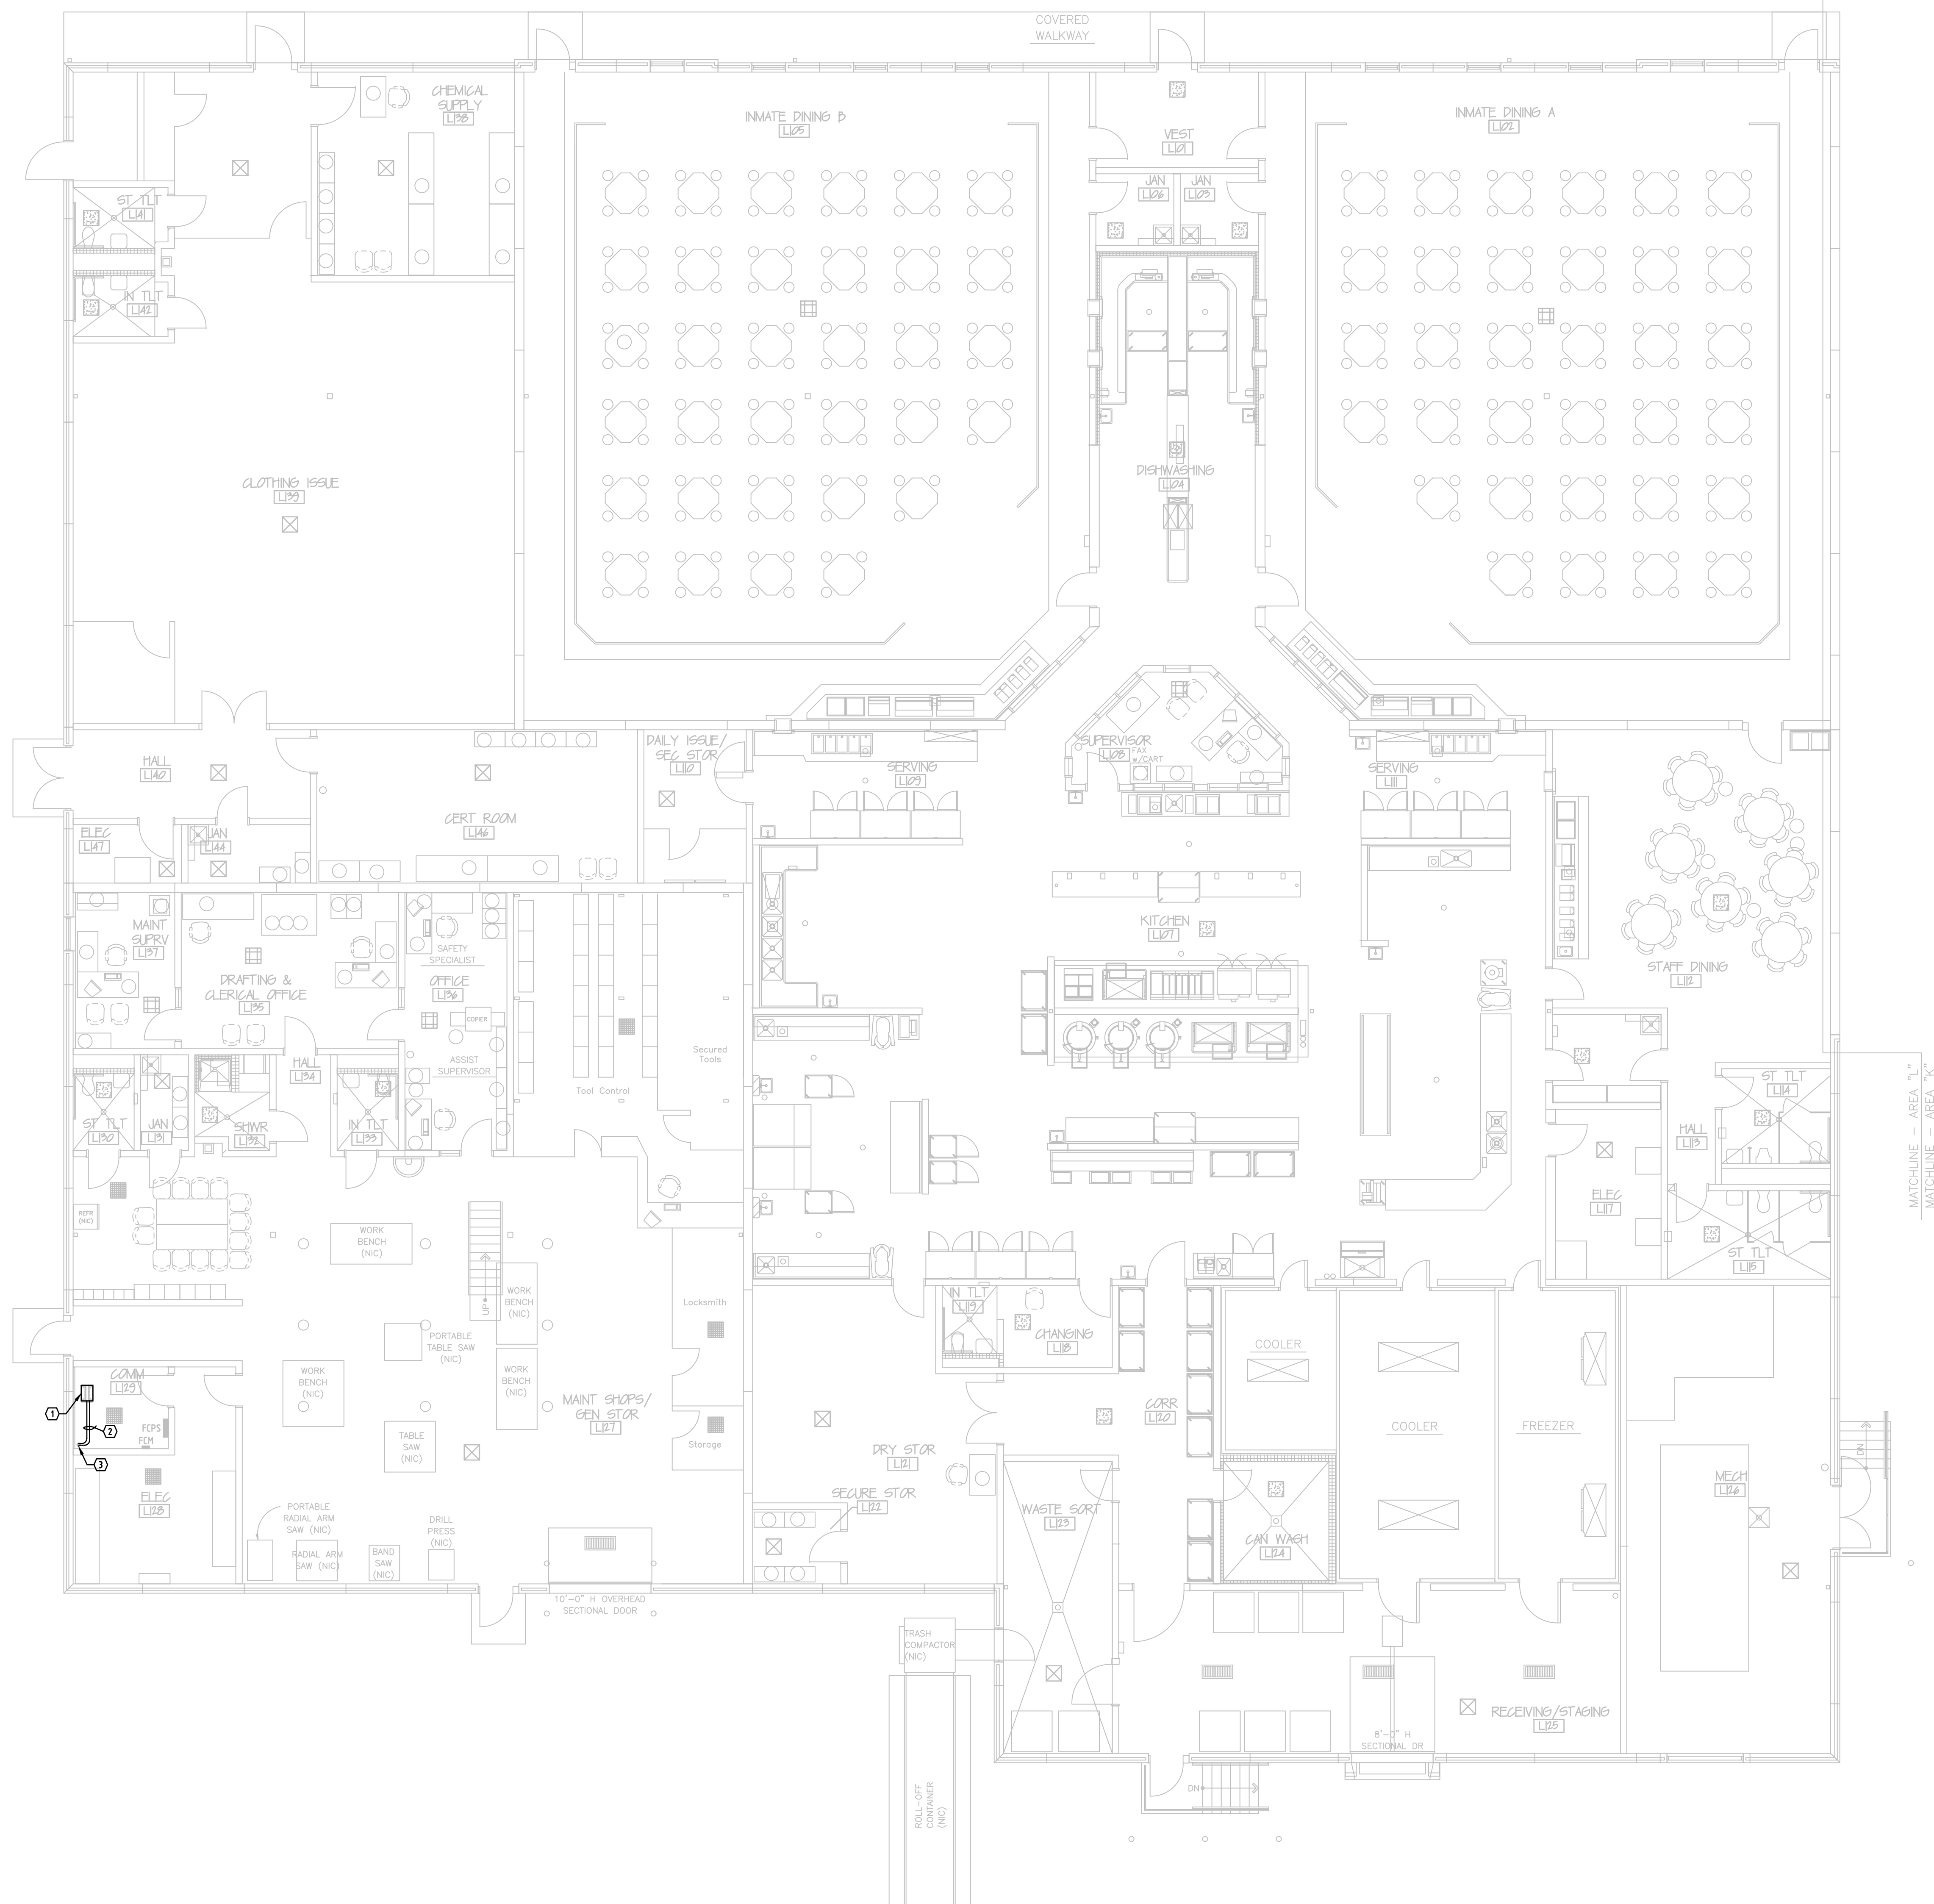 COVERED
WALKWAY
CHEMICAL
SUPPLY
L138
INMATE DINING B
L105
INMATE DINING A
L102
VEST
L101
JAN
L106
JAN
L103
ST TLT
L141
IN TLT
L142
CLOTHING ISSUE
L139
DISHWASHING
L104
HALL
L140
DAILY ISSUE/
SEC STOR
L110
SUPERVISOR
L108
FAX
w/CART
SERVING
L109
SERVING
L111
CERT ROOM
L146
ELEC
L147
JAN
L144
KITCHEN
L107
STAFF DINING
L112
MAINT
SUPRV
L137
DRAFTING &
CLERICAL OFFICE
L135
SAFETY
SPECIALIST
OFFICE
L136
COPIER
ASSIST
SUPERVISOR
Secured
Tools
Tool Control
HALL
L134
ST TLT
L130
JAN
L131
SHWR
L132
IN TLT
L133
ST TLT
L114
HALL
L113
ELEC
L117
ST TLT
L115
MATCHLINE - AREA "L"
MATCHLINE - AREA "K"
REFR
(NIC)
WORK
BENCH
(NIC)
UP
WORK
BENCH
(NIC)
Locksmith
PORTABLE
TABLE SAW
(NIC)
WORK
BENCH
(NIC)
WORK
BENCH
(NIC)
IN TLT
L119
CHANGING
L118
COOLER
COMM
L129
1
2
3
FCPS
FCM
MAINT SHOPS/
GEN STOR
L127
TABLE
SAW
(NIC)
Storage
CORR
L120
COOLER
FREEZER
DN
DRY STOR
L121
SECURE STOR
L122
WASTE SORT
L123
CAN WASH
L124
MECH
L126
ELEC
L128
PORTABLE
RADIAL ARM
SAW (NIC)
RADIAL ARM
SAW (NIC)
BAND
SAW
(NIC)
DRILL
PRESS
(NIC)
10'-0" H OVERHEAD
SECTIONAL DOOR
TRASH
COMPACTOR
(NIC)
RECEIVING/STAGING
L125
8'-0" H
SECTIONAL DR
DN
ROLL-OFF
CONTAINER
(NIC)